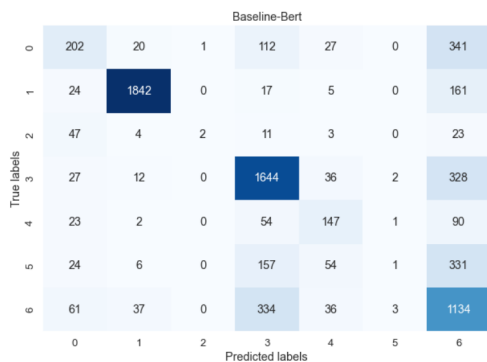 Baseline-Bert
True labels
0 202 20 1 112 27 0 341
1 24 1842 0 17 5 0 161
2 47 4 2 11 3 0 23
3 27 12 0 1644 36 2 328
4 23 2 0 54 147 1 90
5 24 6 0 157 54 1 331
6 61 37 0 334 36 3 1134
0 1 2 3 4 5 6
Predicted labels